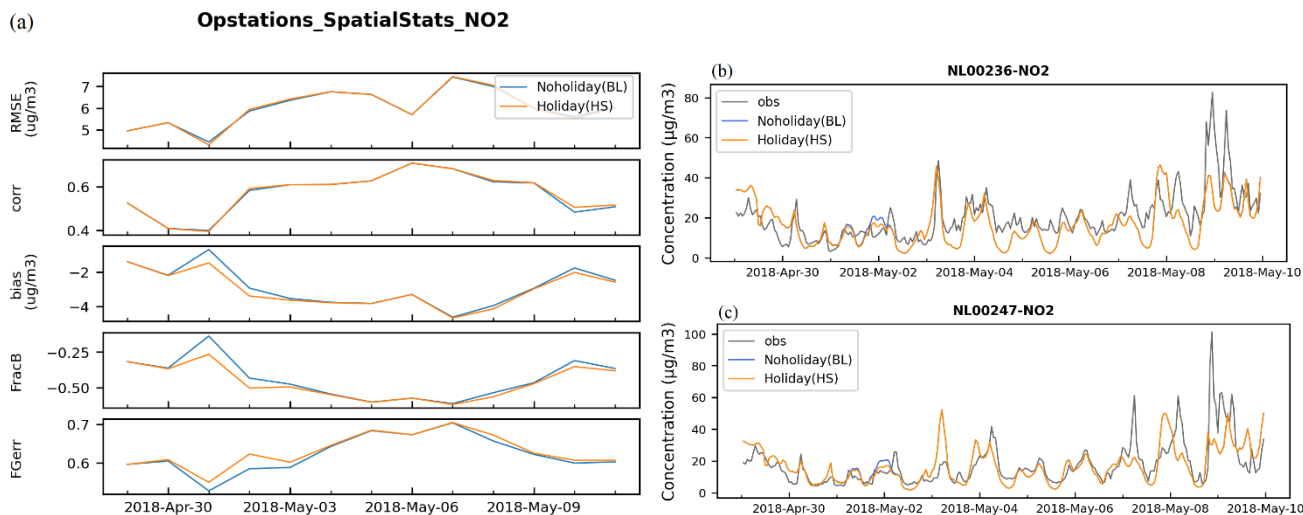 (a)
Opstations_SpatialStats_NO2
RMSE
(ug/m3)
7
6
5
Noholiday(BL)
Holiday(HS)
corr
0.6
0.4
bias
(ug/m3)
−2
−4
FracB
−0.25
−0.50
FGerr
0.7
0.6
2018-Apr-30
2018-May-03
2018-May-06
2018-May-09
(b)
NL00236-NO2
Concentration (μg/m3)
80
60
40
20
0
obs
Noholiday(BL)
Holiday(HS)
2018-Apr-30
2018-May-02
2018-May-04
2018-May-06
2018-May-08
2018-May-10
(c)
NL00247-NO2
Concentration (μg/m3)
100
80
60
40
20
0
obs
Noholiday(BL)
Holiday(HS)
2018-Apr-30
2018-May-02
2018-May-04
2018-May-06
2018-May-08
2018-May-10